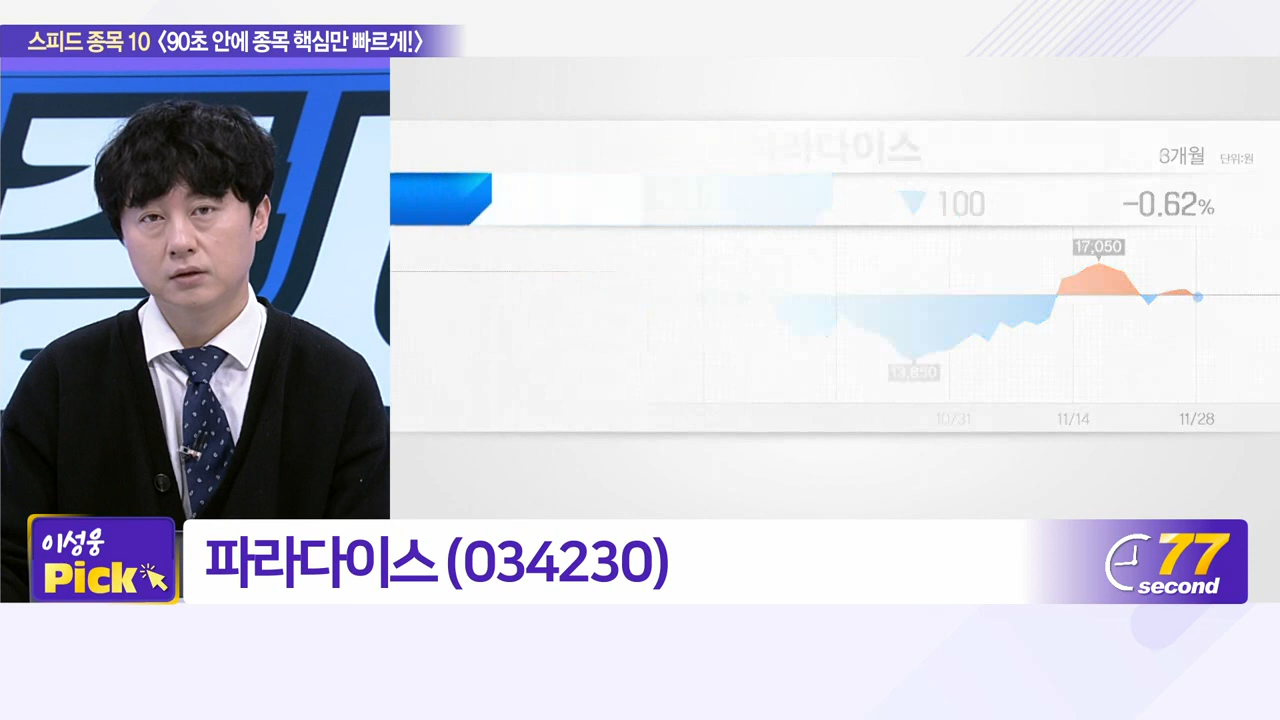 스피드 종목 10 〈90초 안에 종목 핵심만 빠르게!〉
파라다이스
3개월 단위:원
▼ 100 -0.62%
17,050
13,850
10/31 11/14 11/28
이성웅
Pick
파라다이스 (034230)
77
second